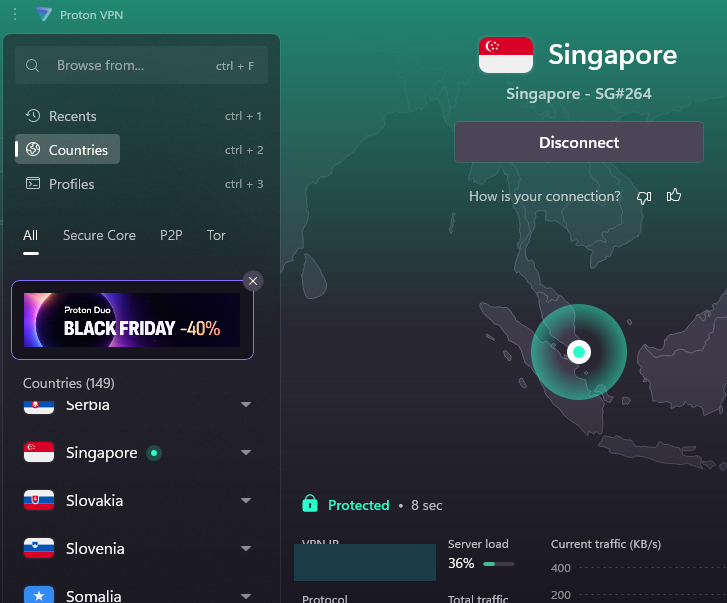 Proton VPN
Browse from...
ctrl + F
Recents
ctrl + 1
Countries
ctrl + 2
Profiles
ctrl + 3
All
Secure Core
P2P
Tor
Proton Duo
BLACK FRIDAY -40%
Countries (149)
Serbia
Singapore
Slovakia
Slovenia
Somalia
Singapore
Singapore - SG#264
Disconnect
How is your connection?
Protected • 8 sec
VPN IP
Server load
36%
Current traffic (KB/s)
400
200
Protocol
Total traffic